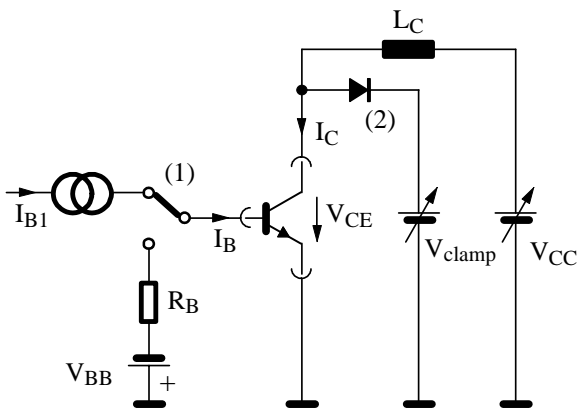 LC
(2)
IC
(1)
IB1
IB
VCE
Vclamp
VCC
RB
VBB
+